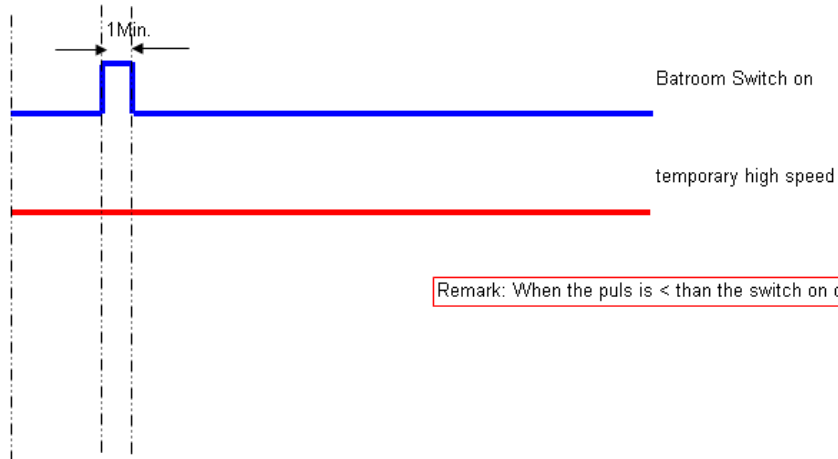 1Min.
Batroom Switch on
temporary high speed
Remark: When the puls is < than the switch on